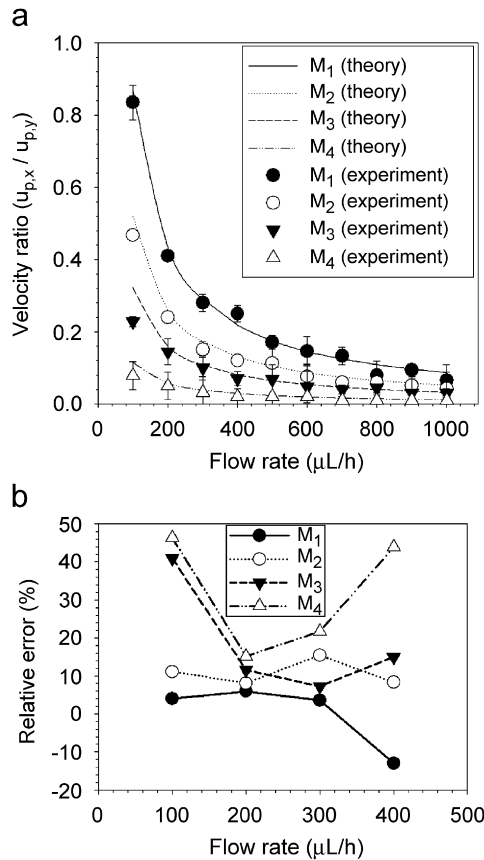 a
Velocity ratio (u_p,x / u_p,y)
1.0
0.8
0.6
0.4
0.2
0.0
M1 (theory)
M2 (theory)
M3 (theory)
M4 (theory)
M1 (experiment)
M2 (experiment)
M3 (experiment)
M4 (experiment)
0 200 400 600 800 1000
Flow rate (μL/h)
b
Relative error (%)
50
40
30
20
10
0
-10
-20
M1
M2
M3
M4
0 100 200 300 400 500
Flow rate (μL/h)